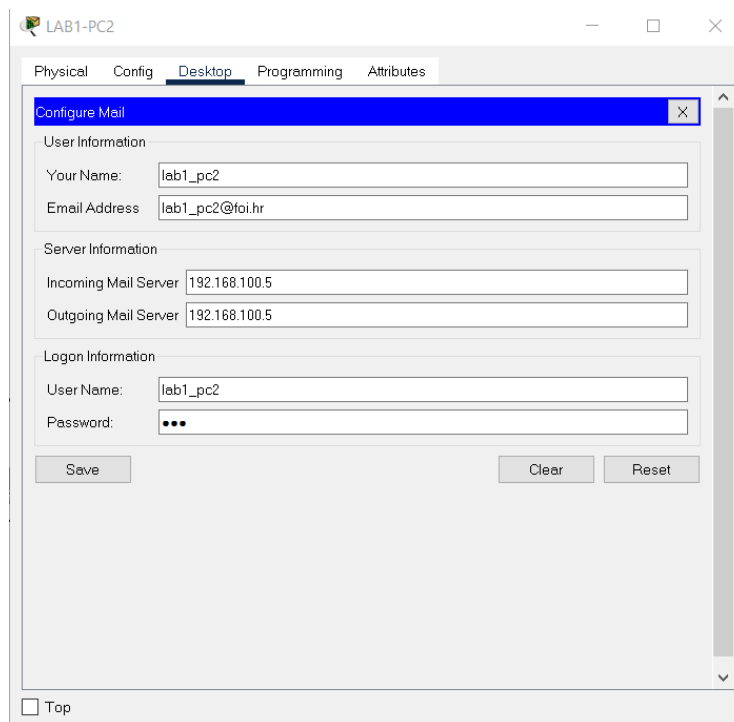 LAB1-PC2
Physical Config Desktop Programming Attributes
Configure Mail X
User Information
Your Name: lab1_pc2
Email Address lab1_pc2@foi.hr
Server Information
Incoming Mail Server 192.168.100.5
Outgoing Mail Server 192.168.100.5
Logon Information
User Name: lab1_pc2
Password: •••
Save Clear Reset
Top